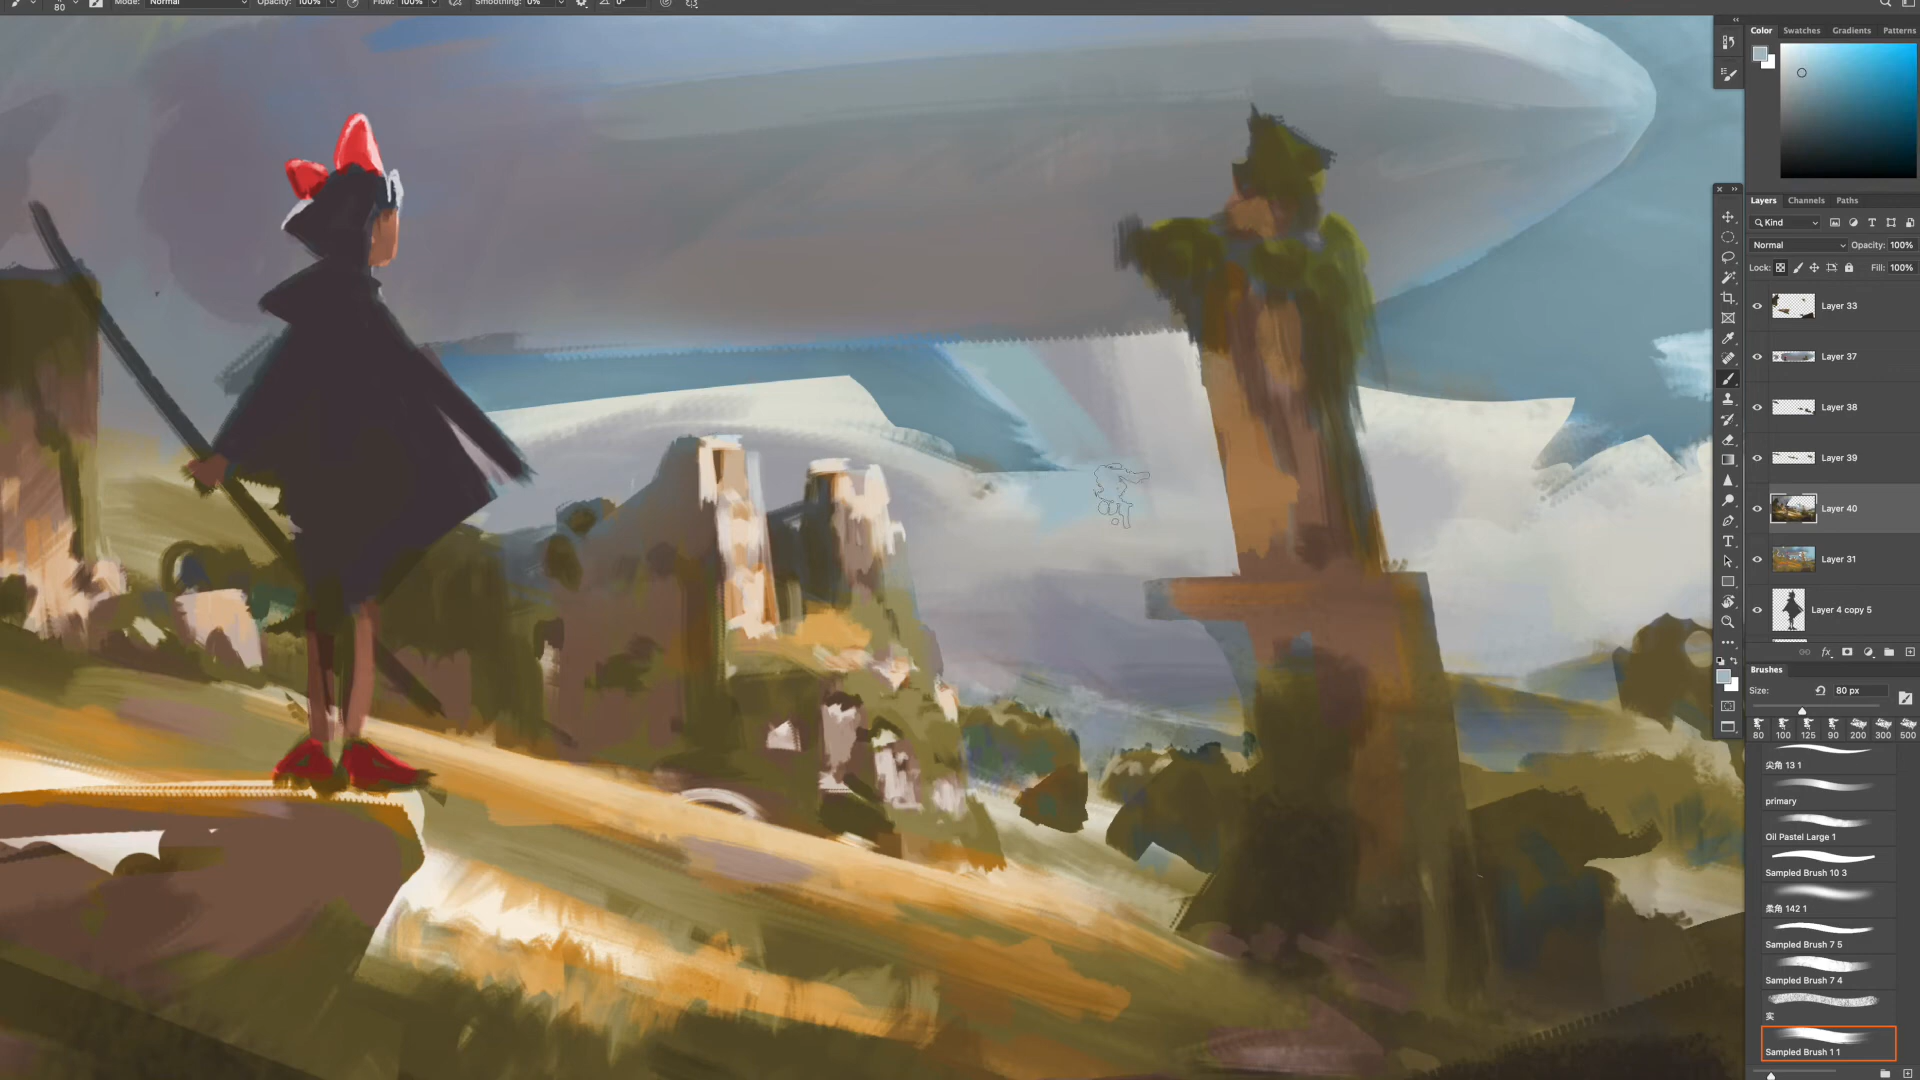 80 Mode: Normal Opacity: 100% Flow: 100% Smoothing: 0% 0°
Color Swatches Gradients Patterns
Layers Channels Paths
Kind
Normal Opacity: 100%
Lock: Fill: 100%
Layer 33
Layer 37
Layer 38
Layer 39
Layer 40
Layer 31
Layer 4 copy 5
fx
Brushes
Size: 80 px
80 100 125 90 200 300 500
尖角 13 1
primary
Oil Pastel Large 1
Sampled Brush 10 3
柔角 142 1
Sampled Brush 7 5
Sampled Brush 7 4
实
Sampled Brush 1 1